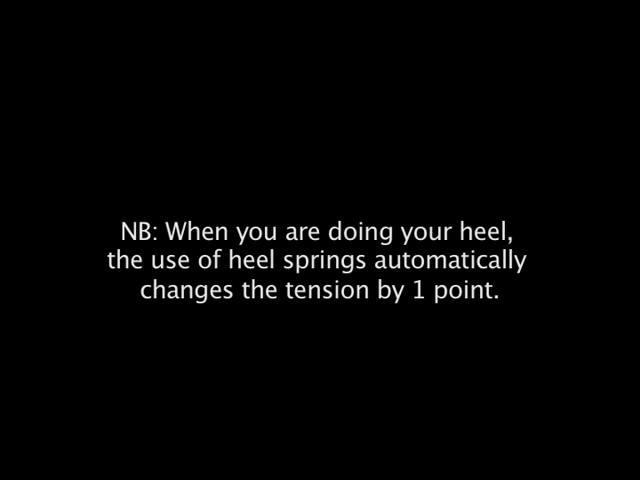 NB: When you are doing your heel,
the use of heel springs automatically
changes the tension by 1 point.